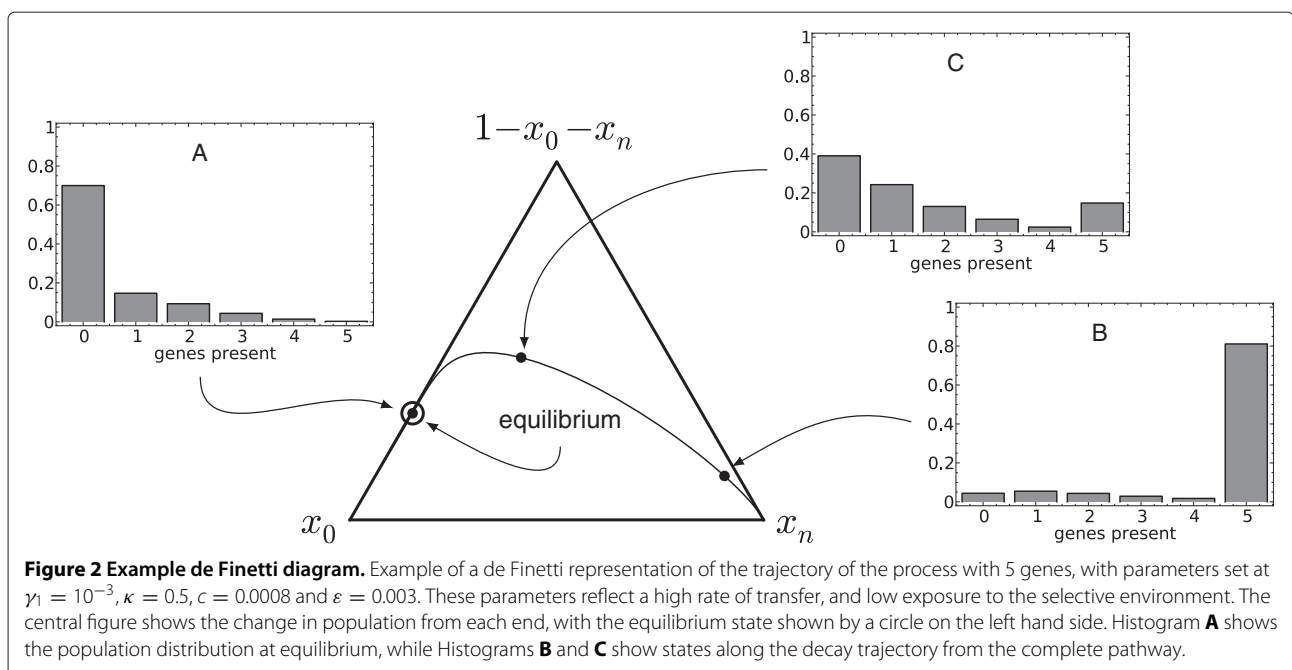 1
0.8
0.6
0.4
0.2
0
C
0 1 2 3 4 5
genes present
1
0.8
0.6
0.4
0.2
0
A
0 1 2 3 4 5
genes present
1−x₀−xₙ
equilibrium
x₀
xₙ
1
0.8
0.6
0.4
0.2
0
B
0 1 2 3 4 5
genes present
Figure 2 Example de Finetti diagram. Example of a de Finetti representation of the trajectory of the process with 5 genes, with parameters set at
γ₁ = 10⁻³, κ = 0.5, c = 0.0008 and ε = 0.003. These parameters reflect a high rate of transfer, and low exposure to the selective environment. The
central figure shows the change in population from each end, with the equilibrium state shown by a circle on the left hand side. Histogram A shows
the population distribution at equilibrium, while Histograms B and C show states along the decay trajectory from the complete pathway.